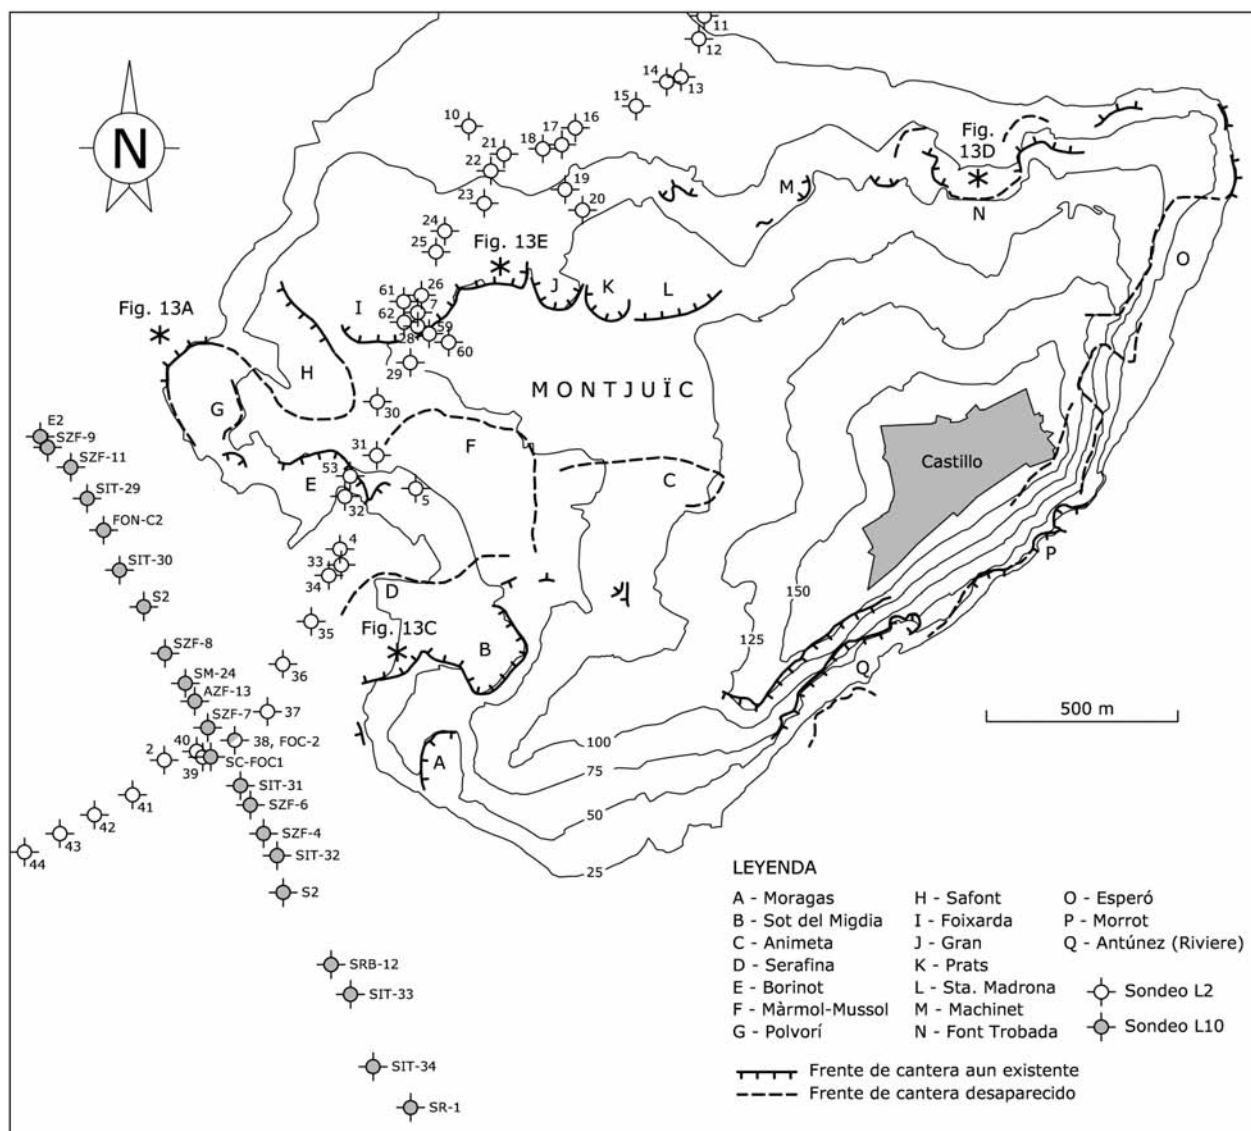 11
12
14
13
15
10
16
17
18
21
22
19
20
23
24
25
M
Fig.
13D
N
O
Fig. 13E
Fig. 13A
I
61
26
7
62
28
59
60
J
K
L
29
H
30
MONTJUÏC
G
F
31
E2
SZF-9
SZF-11
SIT-29
FON-C2
SIT-30
S2
53
E
32
5
C
Castillo
4
33
34
D
P
35
Fig. 13C
B
150
125
Q
SZF-8
36
SM-24
AZF-13
37
SZF-7
500 m
40
38, FOC-2
2
39
SC-FOC1
A
100
75
SIT-31
41
SZF-6
50
42
SZF-4
43
SIT-32
44
25
S2
SRB-12
SIT-33
SIT-34
SR-1
LEYENDA
A - Moragas
B - Sot del Migdia
C - Animeta
D - Serafina
E - Borinot
F - Màrmol-Mussol
G - Polvorí
H - Safont
I - Foixarda
J - Gran
K - Prats
L - Sta. Madrona
M - Machinet
N - Font Trobada
O - Esperó
P - Morrot
Q - Antúnez (Riviere)
Sondeo L2
Sondeo L10
Frente de cantera aun existente
Frente de cantera desaparecido